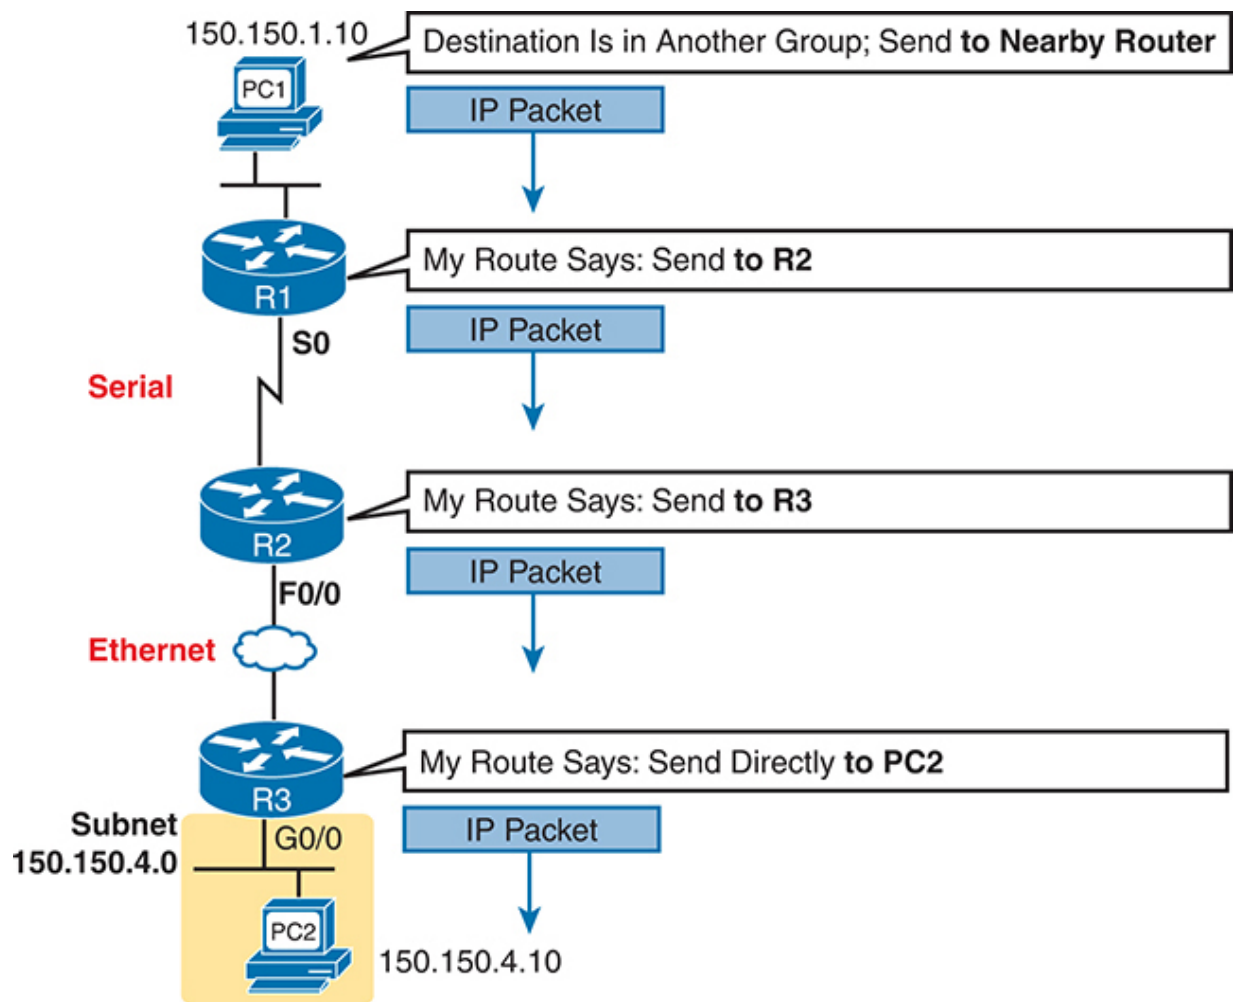 150.150.1.10
Destination Is in Another Group; Send to Nearby Router
PC1
IP Packet
My Route Says: Send to R2
R1
S0
IP Packet
Serial
My Route Says: Send to R3
R2
IP Packet
F0/0
Ethernet
My Route Says: Send Directly to PC2
R3
Subnet
150.150.4.0
G0/0
IP Packet
PC2
150.150.4.10